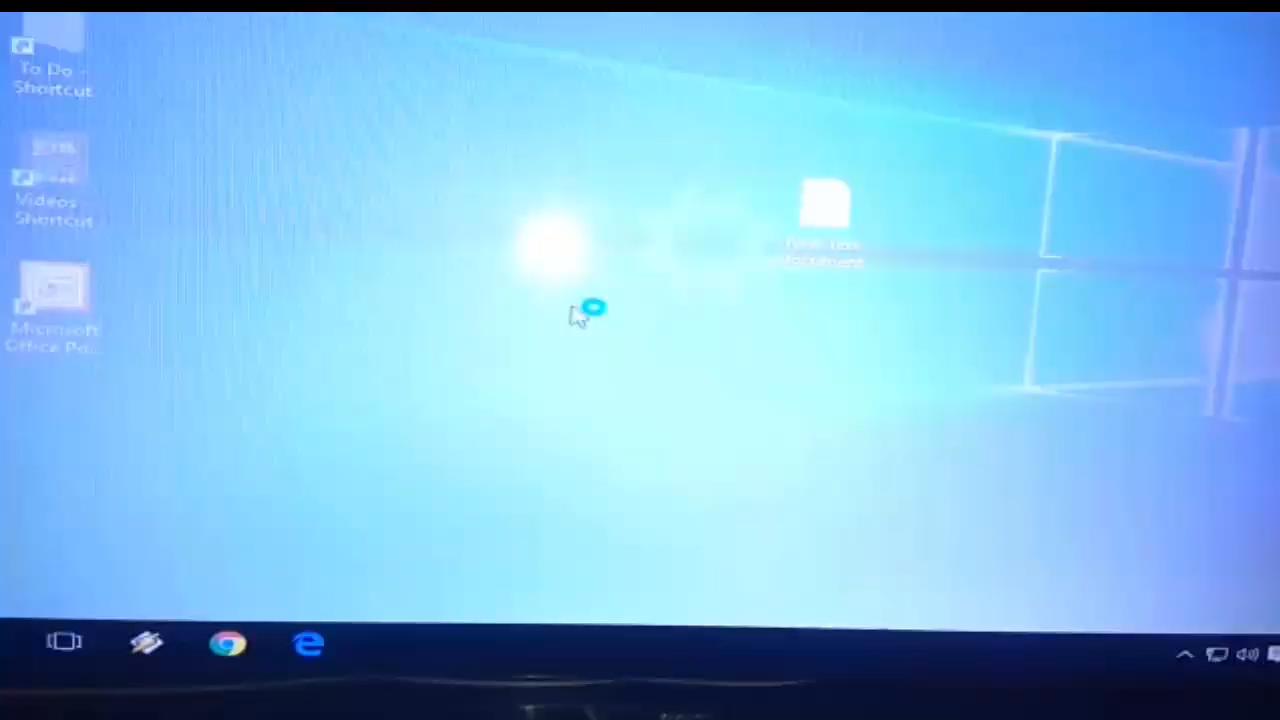 To Do -
Shortcut
Videos -
Shortcut
Microsoft
Office Po...